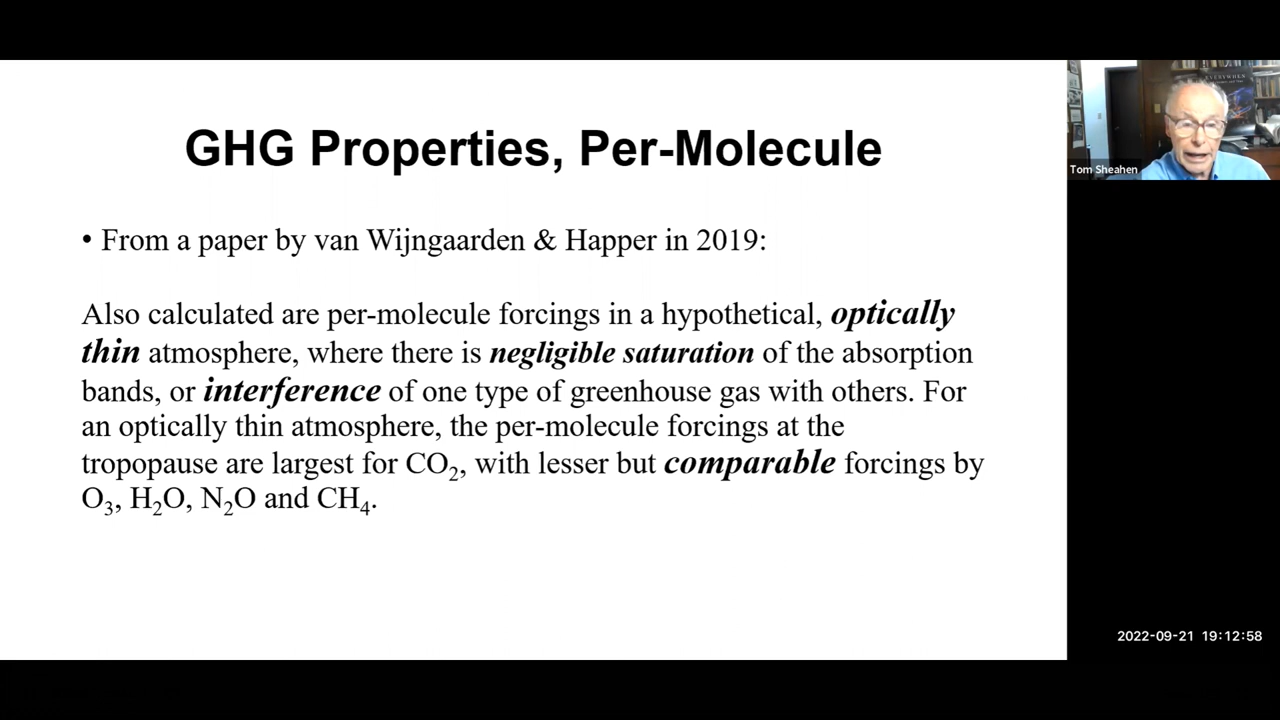 GHG Properties, Per-Molecule
• From a paper by van Wijngaarden & Happer in 2019:
Also calculated are per-molecule forcings in a hypothetical, optically
thin atmosphere, where there is negligible saturation of the absorption
bands, or interference of one type of greenhouse gas with others. For
an optically thin atmosphere, the per-molecule forcings at the
tropopause are largest for CO₂, with lesser but comparable forcings by
O₃, H₂O, N₂O and CH₄.
EVERYWHEN
Tom Sheahen
2022-09-21 19:12:58